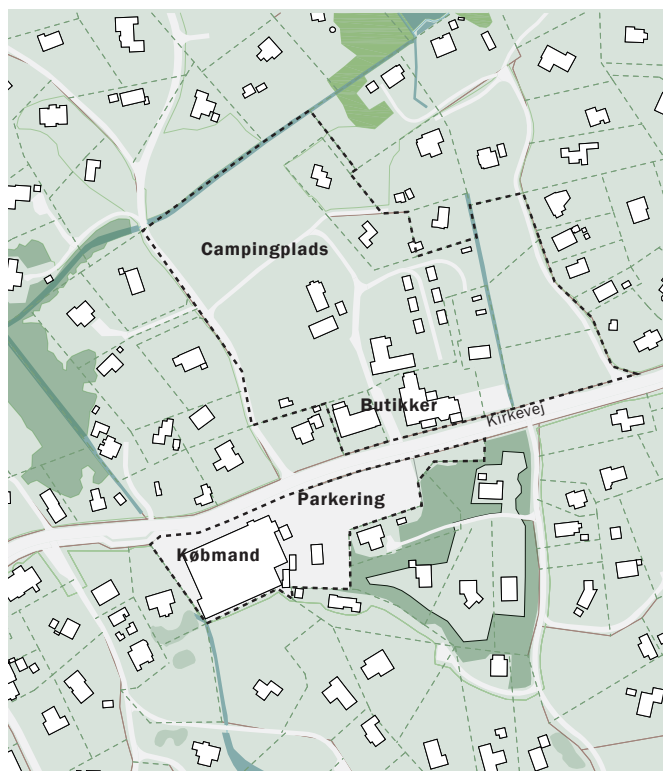 Campingplads
Butikker
Kirkevej
Parkering
Købmand